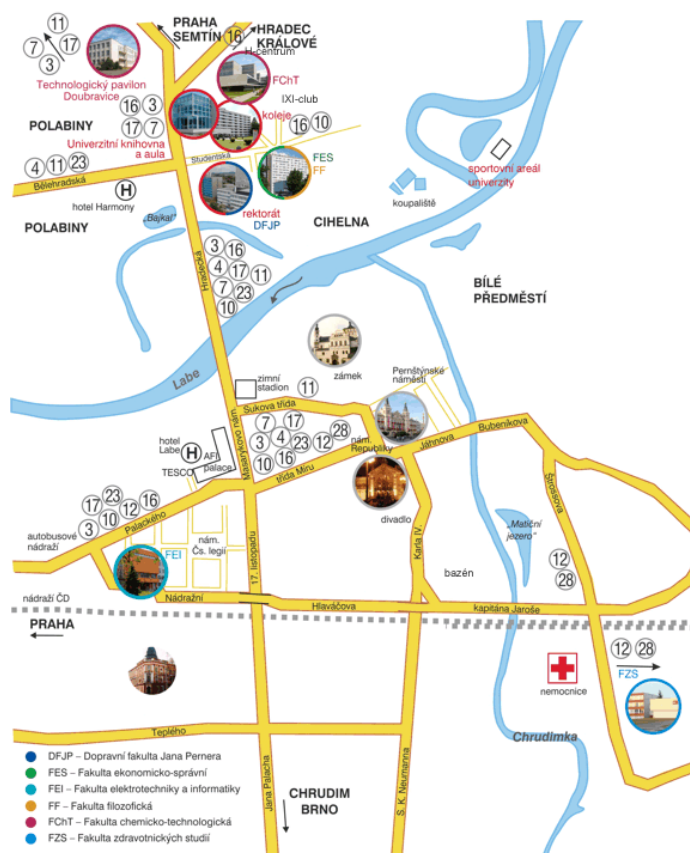 11
7
17
3
PRAHA
SEMTÍN
16
HRADEC
KRÁLOVÉ
H-centrum
Technologický pavilon
Doubravice
FChT
IXI-club
koleje
16
3
17
7
16
10
POLABINY
Univerzitní knihovna
a aula
Studentská
FES
FF
4
11
23
Bělehradská
H
hotel Harmony
rektorát
DFJP
sportovní areál
univerzity
koupaliště
POLABINY
„Bajkal“
CIHELNA
Hradecká
3
16
4
17
11
7
23
10
BÍLÉ
PŘEDMĚSTÍ
Labe
zámek
Pernštýnské
náměstí
zimní
stadion
11
Sukova třída
Masarykovo nám.
7
17
3
4
23
12
28
10
16
nám.
Republiky
Jahnova
Bubeníkova
hotel
Labe
H
AFI
palace
TESCO
třída Míru
Štrossova
17
23
3
10
12
16
Palackého
autobusové
nádraží
divadlo
Karla IV.
„Matiční
jezero“
nám.
Čs. legií
FEI
17. listopadu
bazén
12
28
nádraží ČD
Nádražní
Hlaváčova
kapitána Jaroše
PRAHA
12
28
FZS
nemocnice
Teplého
Chrudimka
Jana Palacha
S. K. Neumanna
CHRUDIM
BRNO
DFJP – Dopravní fakulta Jana Pernera
FES – Fakulta ekonomicko-správní
FEI – Fakulta elektrotechniky a informatiky
FF – Fakulta filozofická
FChT – Fakulta chemicko-technologická
FZS – Fakulta zdravotnických studií